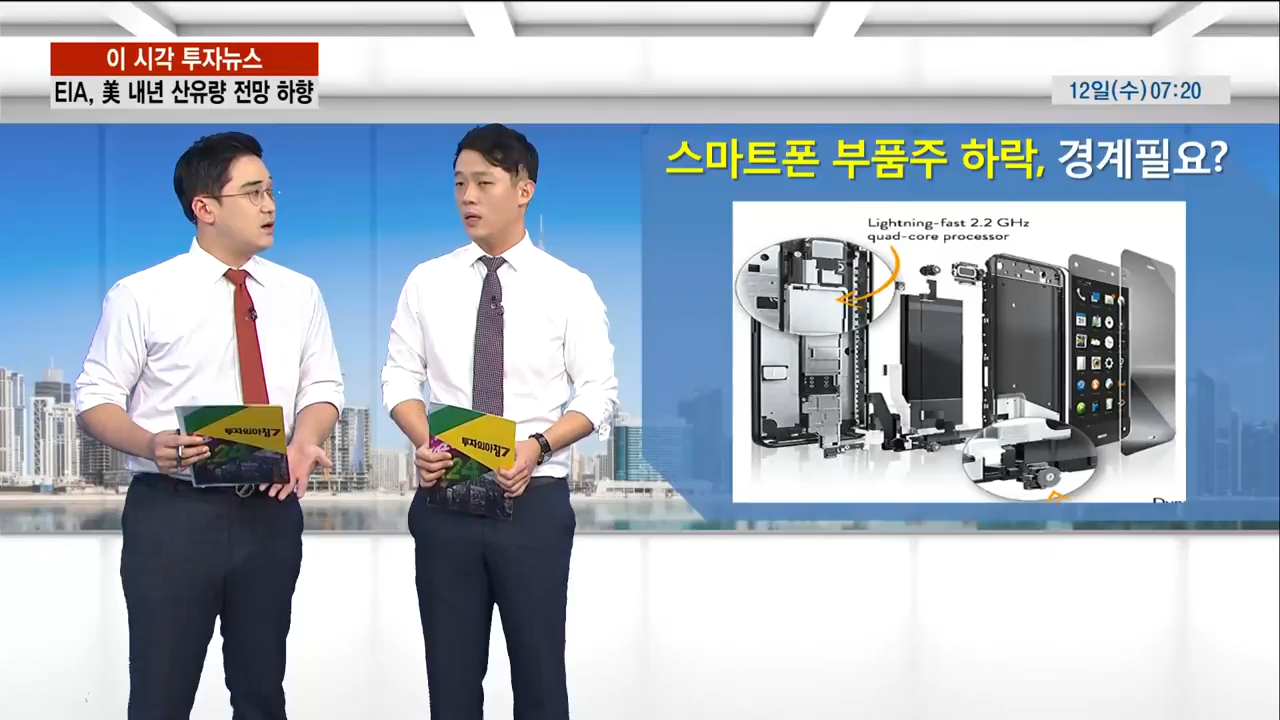 이 시각 투자뉴스
EIA, 美 내년 산유량 전망 하향
12일(수) 07:20
스마트폰 부품주 하락, 경계필요?
Lightning-fast 2.2 GHz
quad-core processor
투자의아침7
투자의아침7